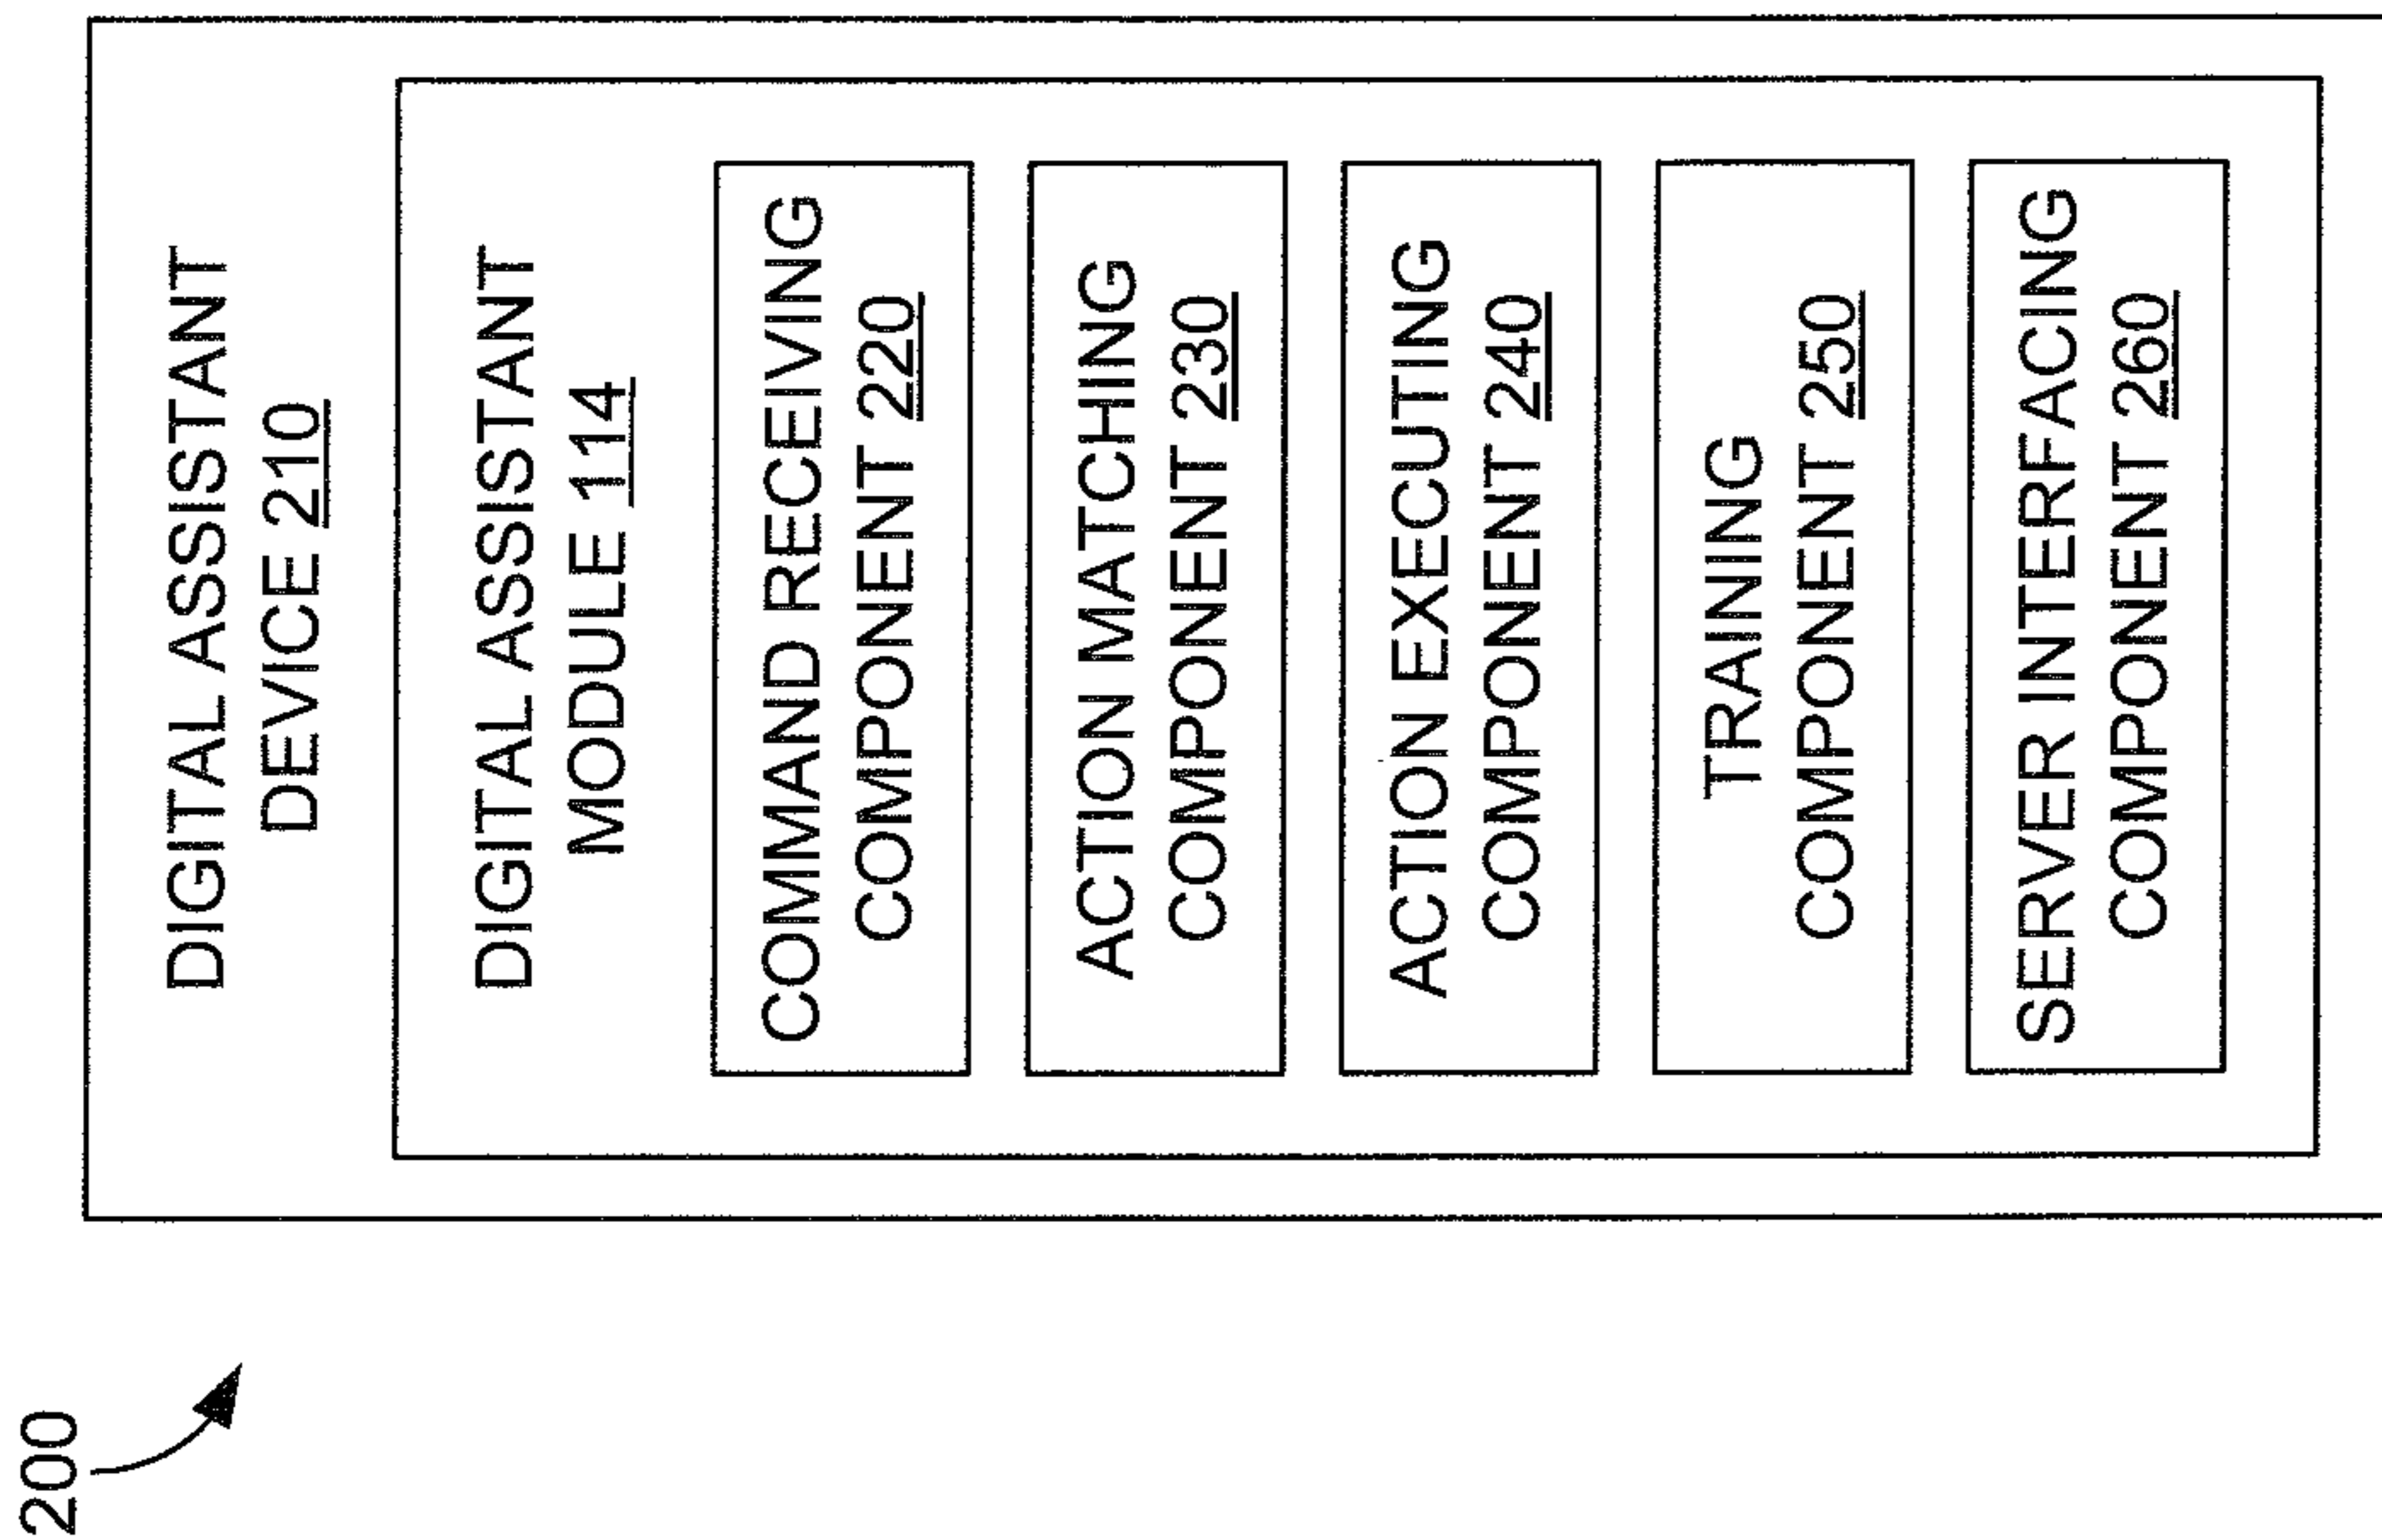 200
DIGITAL ASSISTANT
DEVICE 210
DIGITAL ASSISTANT
MODULE 114
COMMAND RECEIVING
COMPONENT 220
ACTION MATCHING
COMPONENT 230
ACTION EXECUTING
COMPONENT 240
TRAINING
COMPONENT 250
SERVER INTERFACING
COMPONENT 260